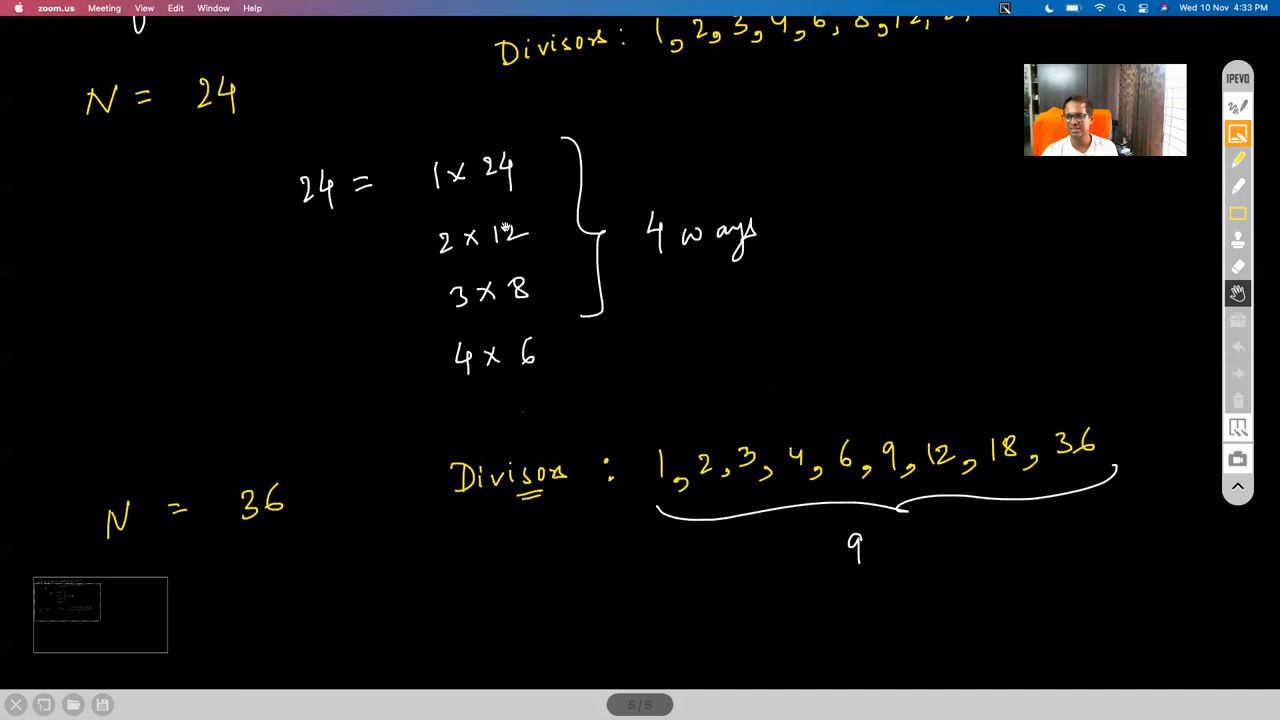 zoom.us Meeting View Edit Window Help Wed 10 Nov 4:33 PM
Divisors : 1, 2, 3, 4, 6, 8, 12,
IPEVO
N = 24
24 = 1 x 24
2 x 12
3 x 8
4 x 6
4 ways
Divisors : 1, 2, 3, 4, 6, 9, 12, 18, 36
N = 36
9
5 / 5